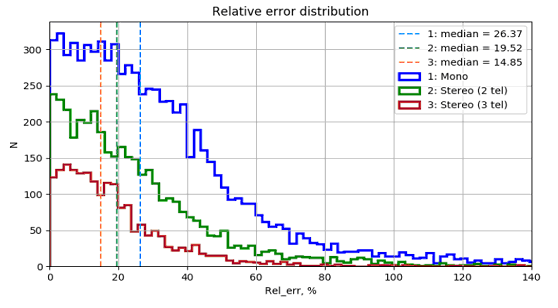 Relative error distribution
1: median = 26.37
2: median = 19.52
3: median = 14.85
1: Mono
2: Stereo (2 tel)
3: Stereo (3 tel)
300
250
200
150
100
50
0
N
0 20 40 60 80 100 120 140
Rel_err, %